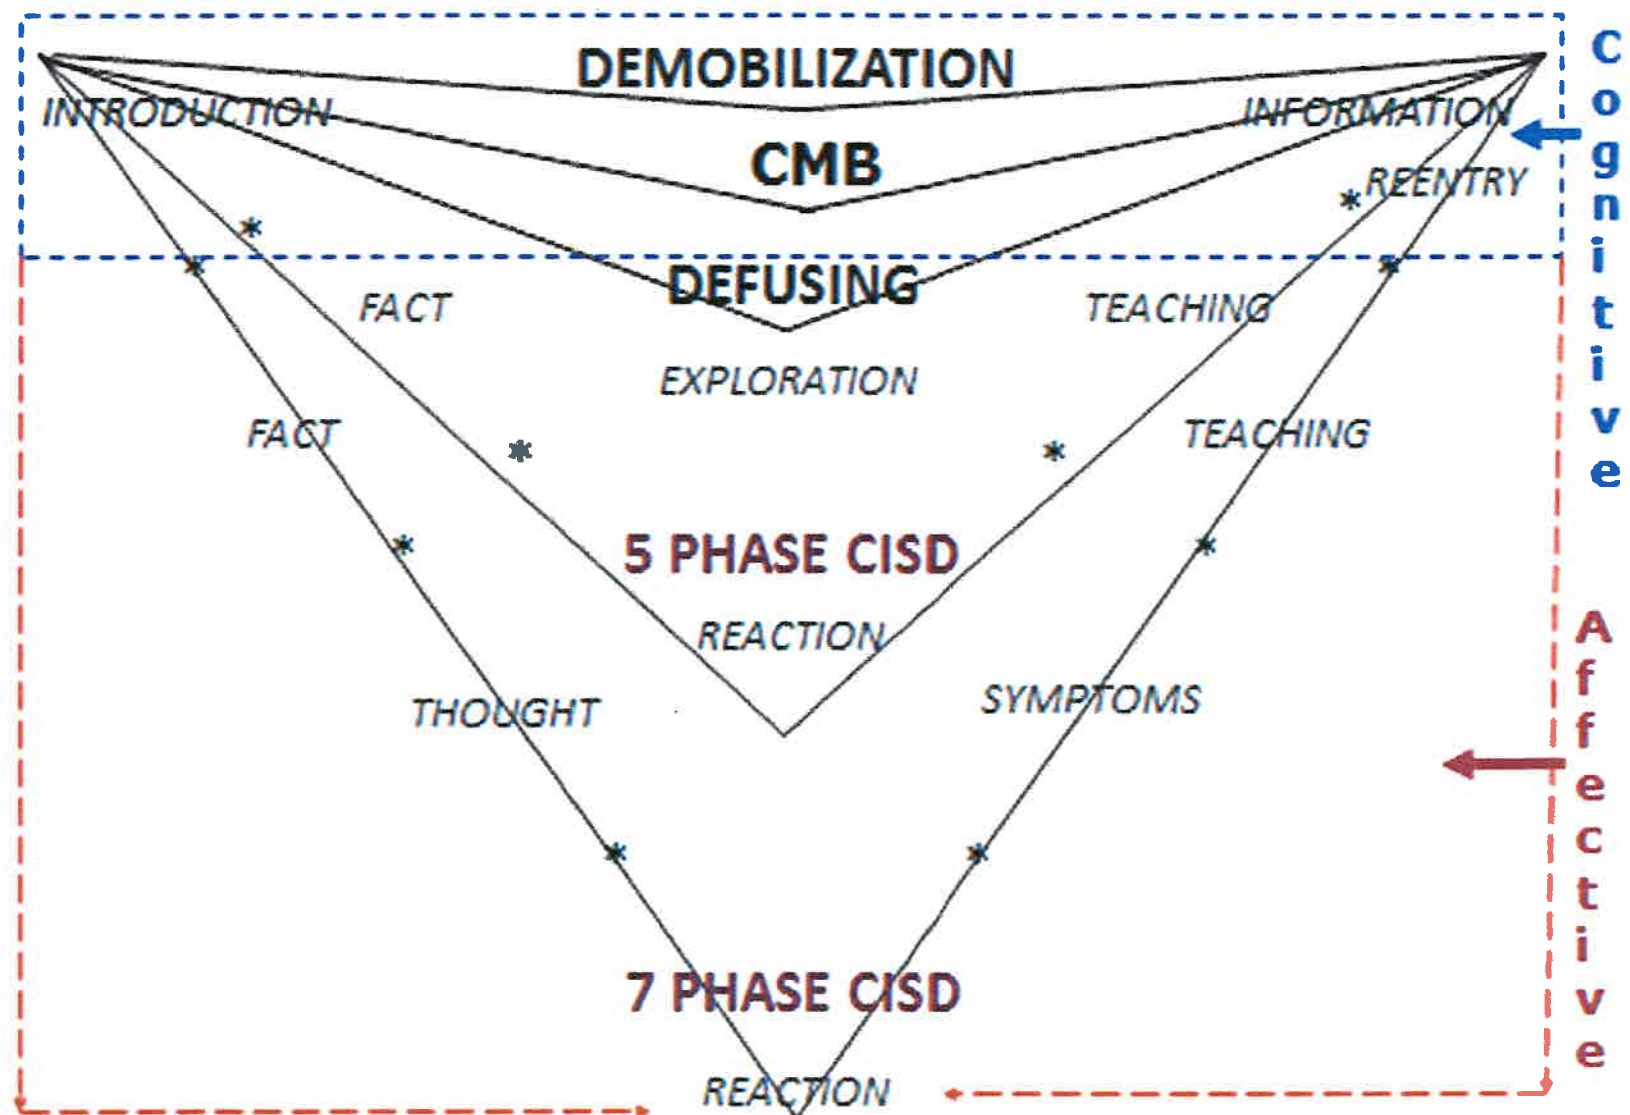 DEMOBILIZATION
INTRODUCTION
INFORMATION
CMB
REENTRY
DEFUSING
FACT
TEACHING
EXPLORATION
FACT
TEACHING
5 PHASE CISD
REACTION
THOUGHT
SYMPTOMS
7 PHASE CISD
REACTION
Cognitive
Affective